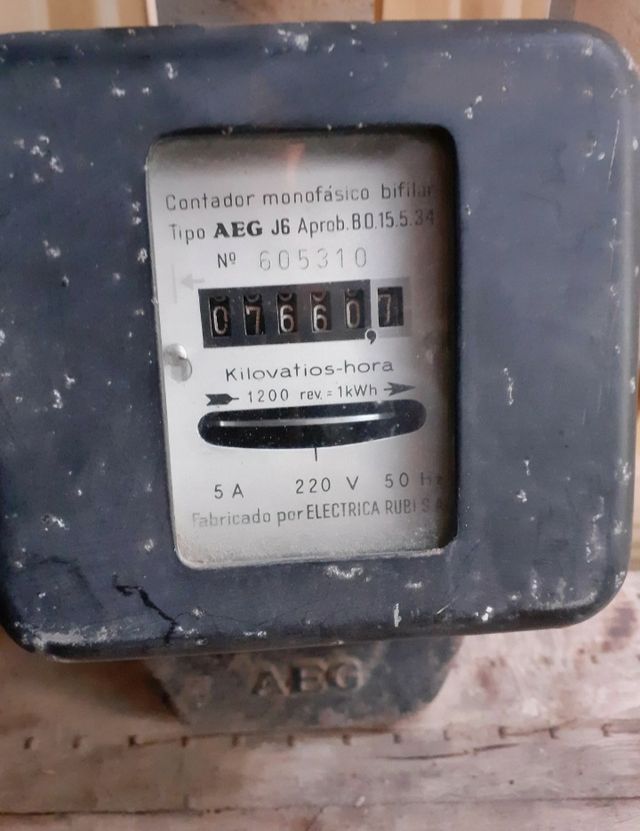 Contador monofásico bifilar
Tipo AEG J6 Aprob. B.O. 15.5.34
Nº 605310
07660,7
Kilovatios-hora
1200 rev. = 1kWh
5 A 220 V 50 Hz
Fabricado por ELECTRICA RUBI S.A
AEG